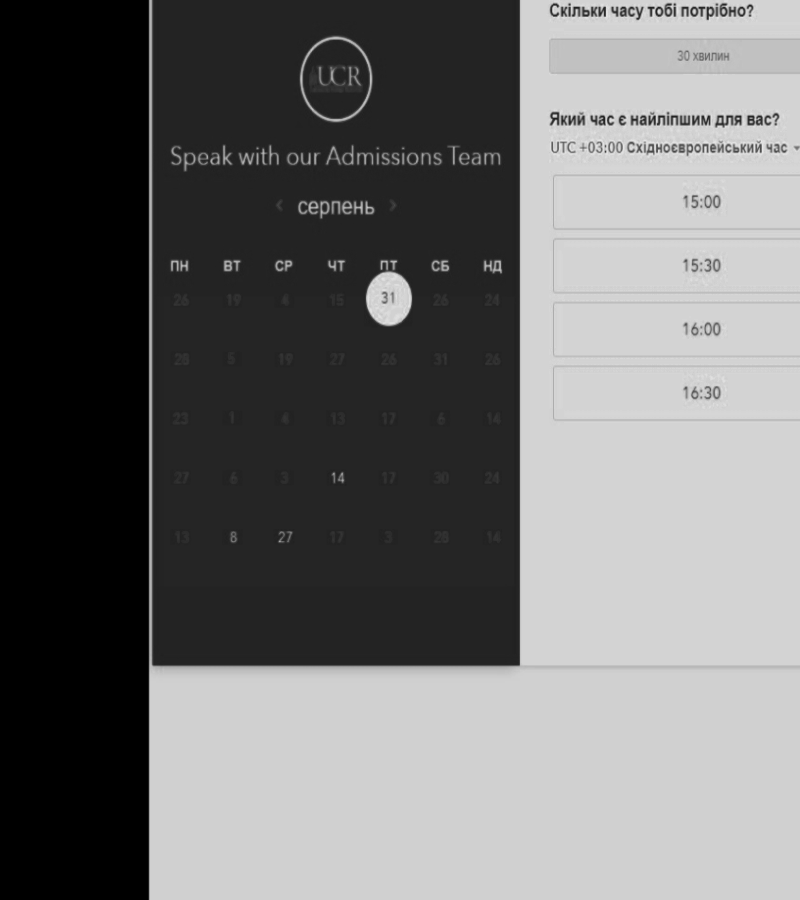 UCR
Speak with our Admissions Team
серпень
ПН ВТ СР ЧТ ПТ СБ НД
26 19 4 15 31 26 24
28 5 19 27 26 31 26
23 1 4 13 17 6 14
27 6 3 14 17 30 24
13 8 27 17 3 28 14
Скільки часу тобі потрібно?
30 хвилин
Який час є найліпшим для вас?
UTC +03:00 Східноєвропейський час
15:00
15:30
16:00
16:30